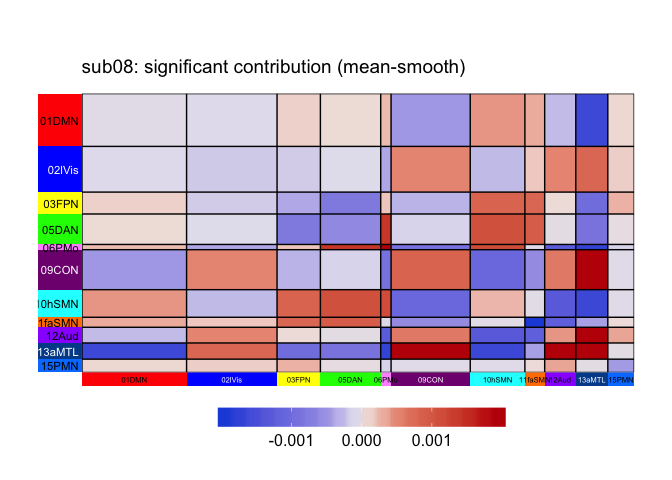 sub08: significant contribution (mean-smooth)
01DMN
02lVis
03FPN
05DAN
06PMo
09CON
10hSMN
1faSMN
12Aud
13aMTL
15PMN
01DMN 02lVis 03FPN 05DAN 06PMo 09CON 10hSMN 11faSMN 12Aud 13aMTL 15PMN
-0.001 0.000 0.001